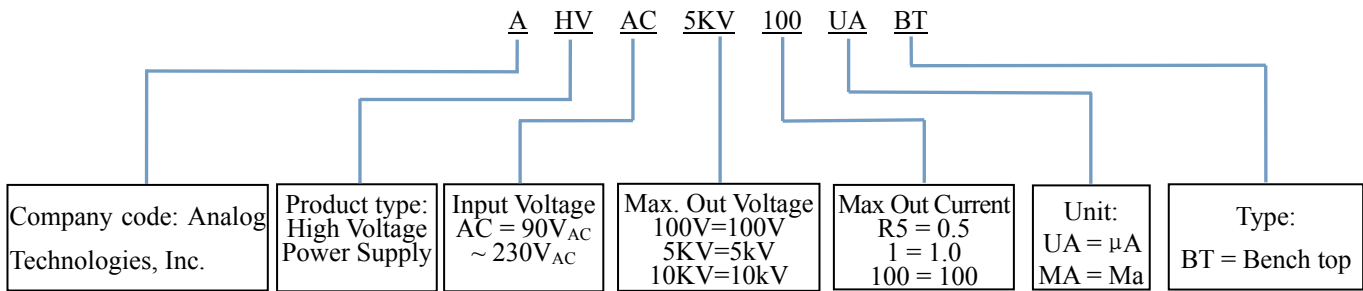 A HV AC 5KV 100 UA BT
Company code: Analog
Technologies, Inc.
Product type:
High Voltage
Power Supply
Input Voltage
AC = 90VAC
~ 230VAC
Max. Out Voltage
100V=100V
5KV=5kV
10KV=10kV
Max Out Current
R5 = 0.5
1 = 1.0
100 = 100
Unit:
UA = μA
MA = Ma
Type:
BT = Bench top